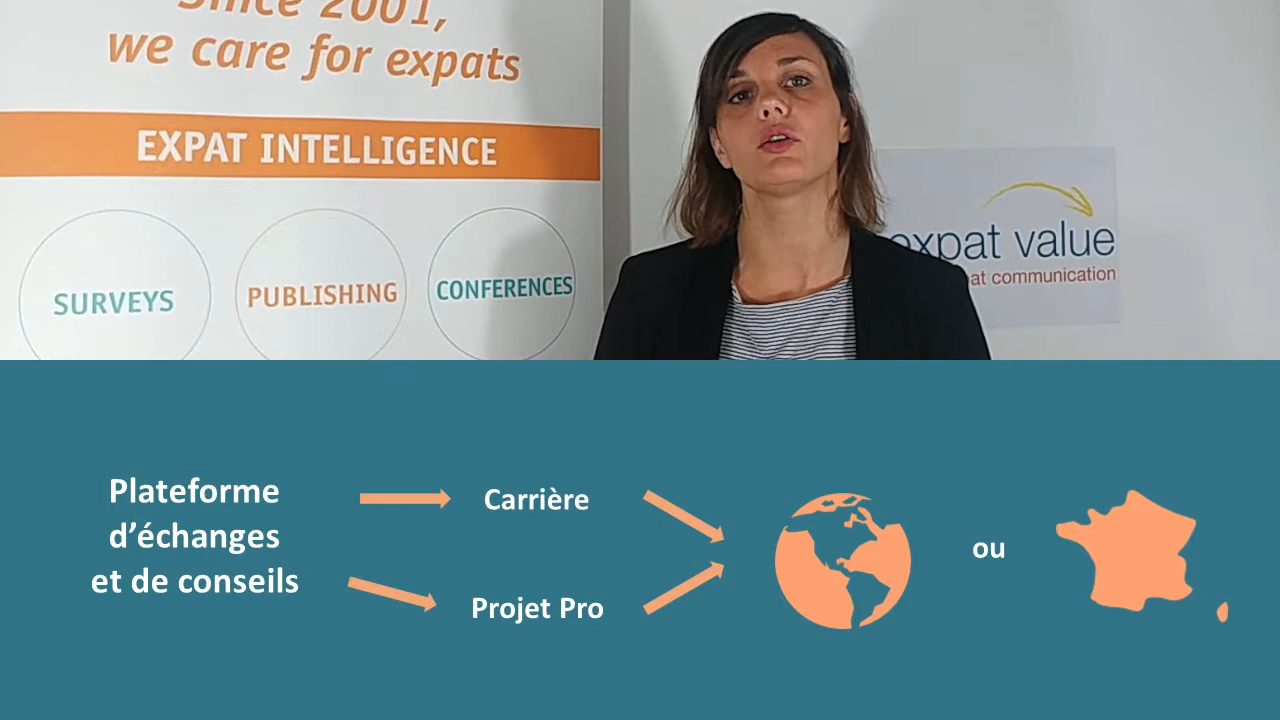 Since 2001,
we care for expats
EXPAT INTELLIGENCE
SURVEYS
PUBLISHING
CONFERENCES
expat value
pat communication
Plateforme
d’échanges
et de conseils
Carrière
Projet Pro
ou